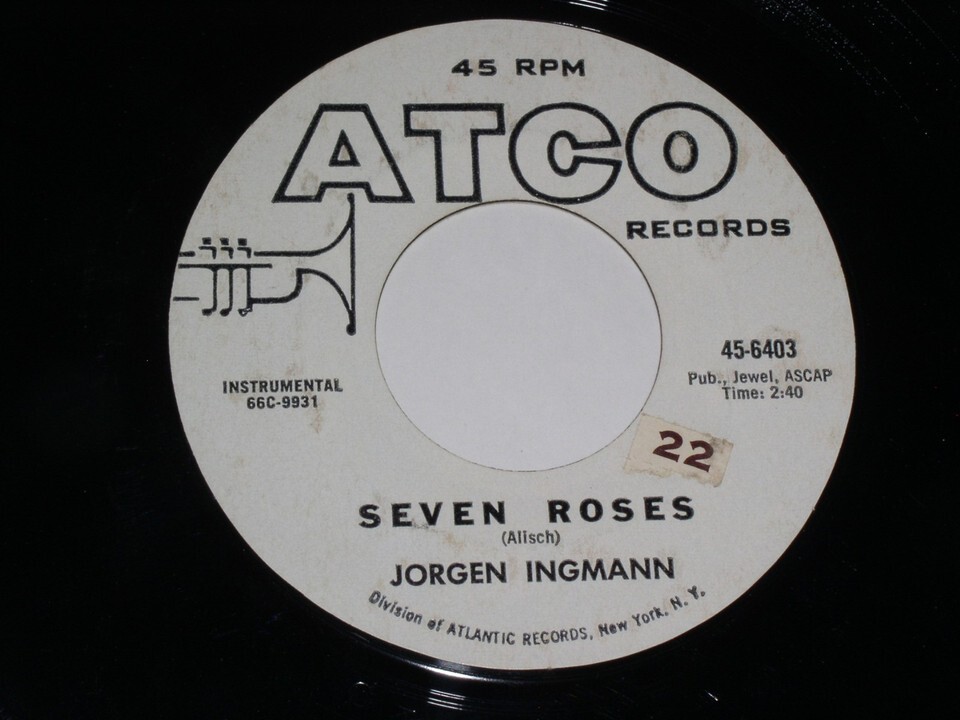 45 RPM
ATCO
RECORDS
45-6403
Pub., Jewel, ASCAP
Time: 2:40
INSTRUMENTAL
66C-9931
22
SEVEN ROSES
(Alisch)
JORGEN INGMANN
Division of ATLANTIC RECORDS, New York, N. Y.